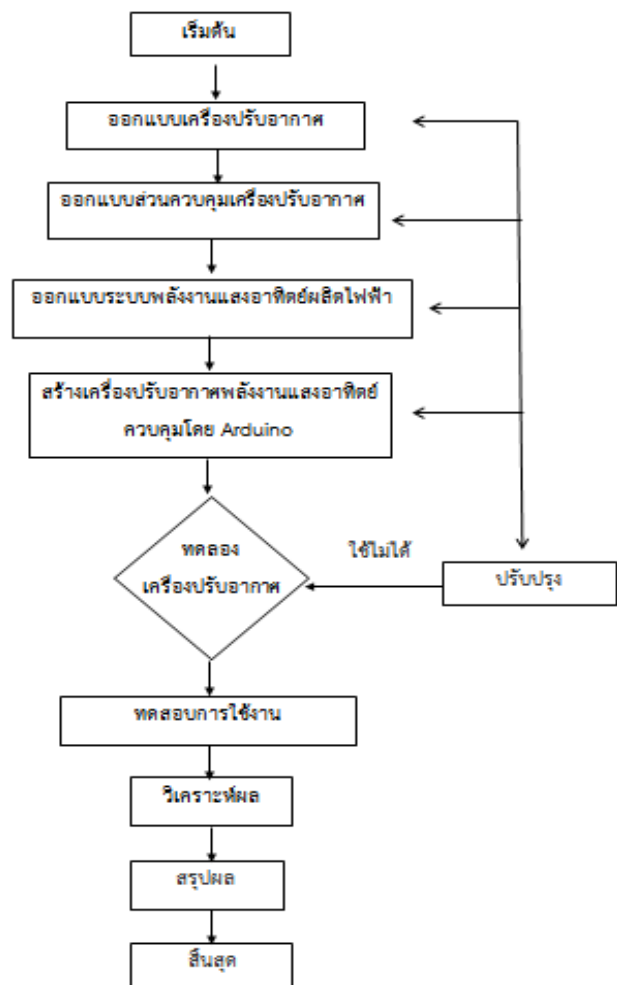 เริ่มต้น
ออกแบบเครื่องปรับอากาศ
ออกแบบส่วนควบคุมเครื่องปรับอากาศ
ออกแบบระบบพลังงานแสงอาทิตย์ผลิตไฟฟ้า
สร้างเครื่องปรับอากาศพลังงานแสงอาทิตย์
ควบคุมโดย Arduino
ทดลอง
เครื่องปรับอากาศ
ใช้ไม่ได้
ปรับปรุง
ทดสอบการใช้งาน
วิเคราะห์ผล
สรุปผล
สิ้นสุด